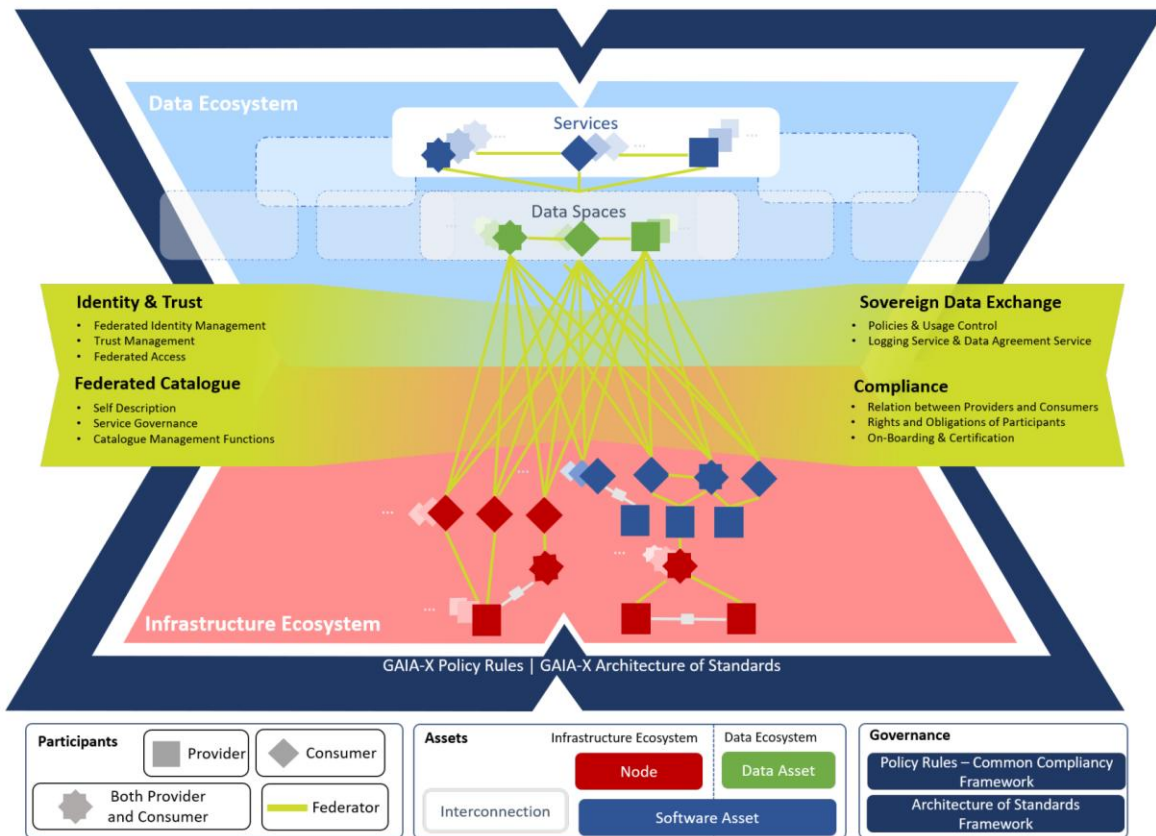 Data Ecosystem
Services
...
...
...
Data Spaces
Identity & Trust
• Federated Identity Management
• Trust Management
• Federated Access
Federated Catalogue
• Self Description
• Service Governance
• Catalogue Management Functions
Sovereign Data Exchange
• Policies & Usage Control
• Logging Service & Data Agreement Service
Compliance
• Relation between Providers and Consumers
• Rights and Obligations of Participants
• On-Boarding & Certification
...
...
...
...
Infrastructure Ecosystem
GAIA-X Policy Rules | GAIA-X Architecture of Standards
Participants
Provider
Consumer
Both Provider
and Consumer
Federator
Assets
Infrastructure Ecosystem
Data Ecosystem
Node
Data Asset
Interconnection
Software Asset
Governance
Policy Rules – Common Compliancy
Framework
Architecture of Standards
Framework